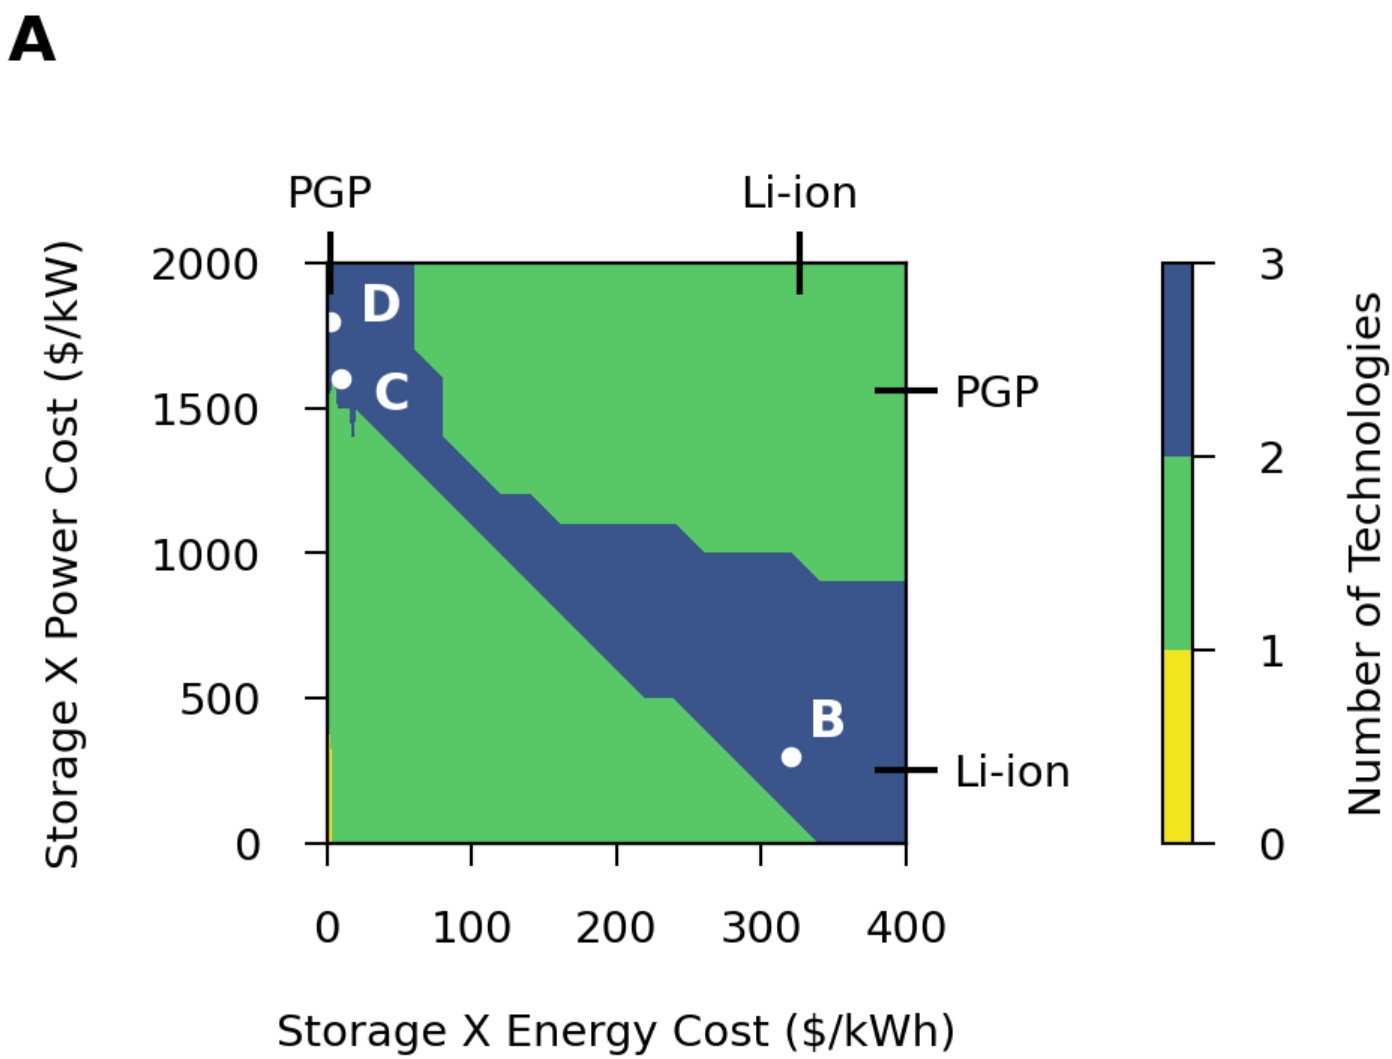 A
PGP Li-ion
Storage X Power Cost ($/kW)
2000
1500
1000
500
0
D
C
B
PGP
Li-ion
0 100 200 300 400
Storage X Energy Cost ($/kWh)
3
2
1
0
Number of Technologies